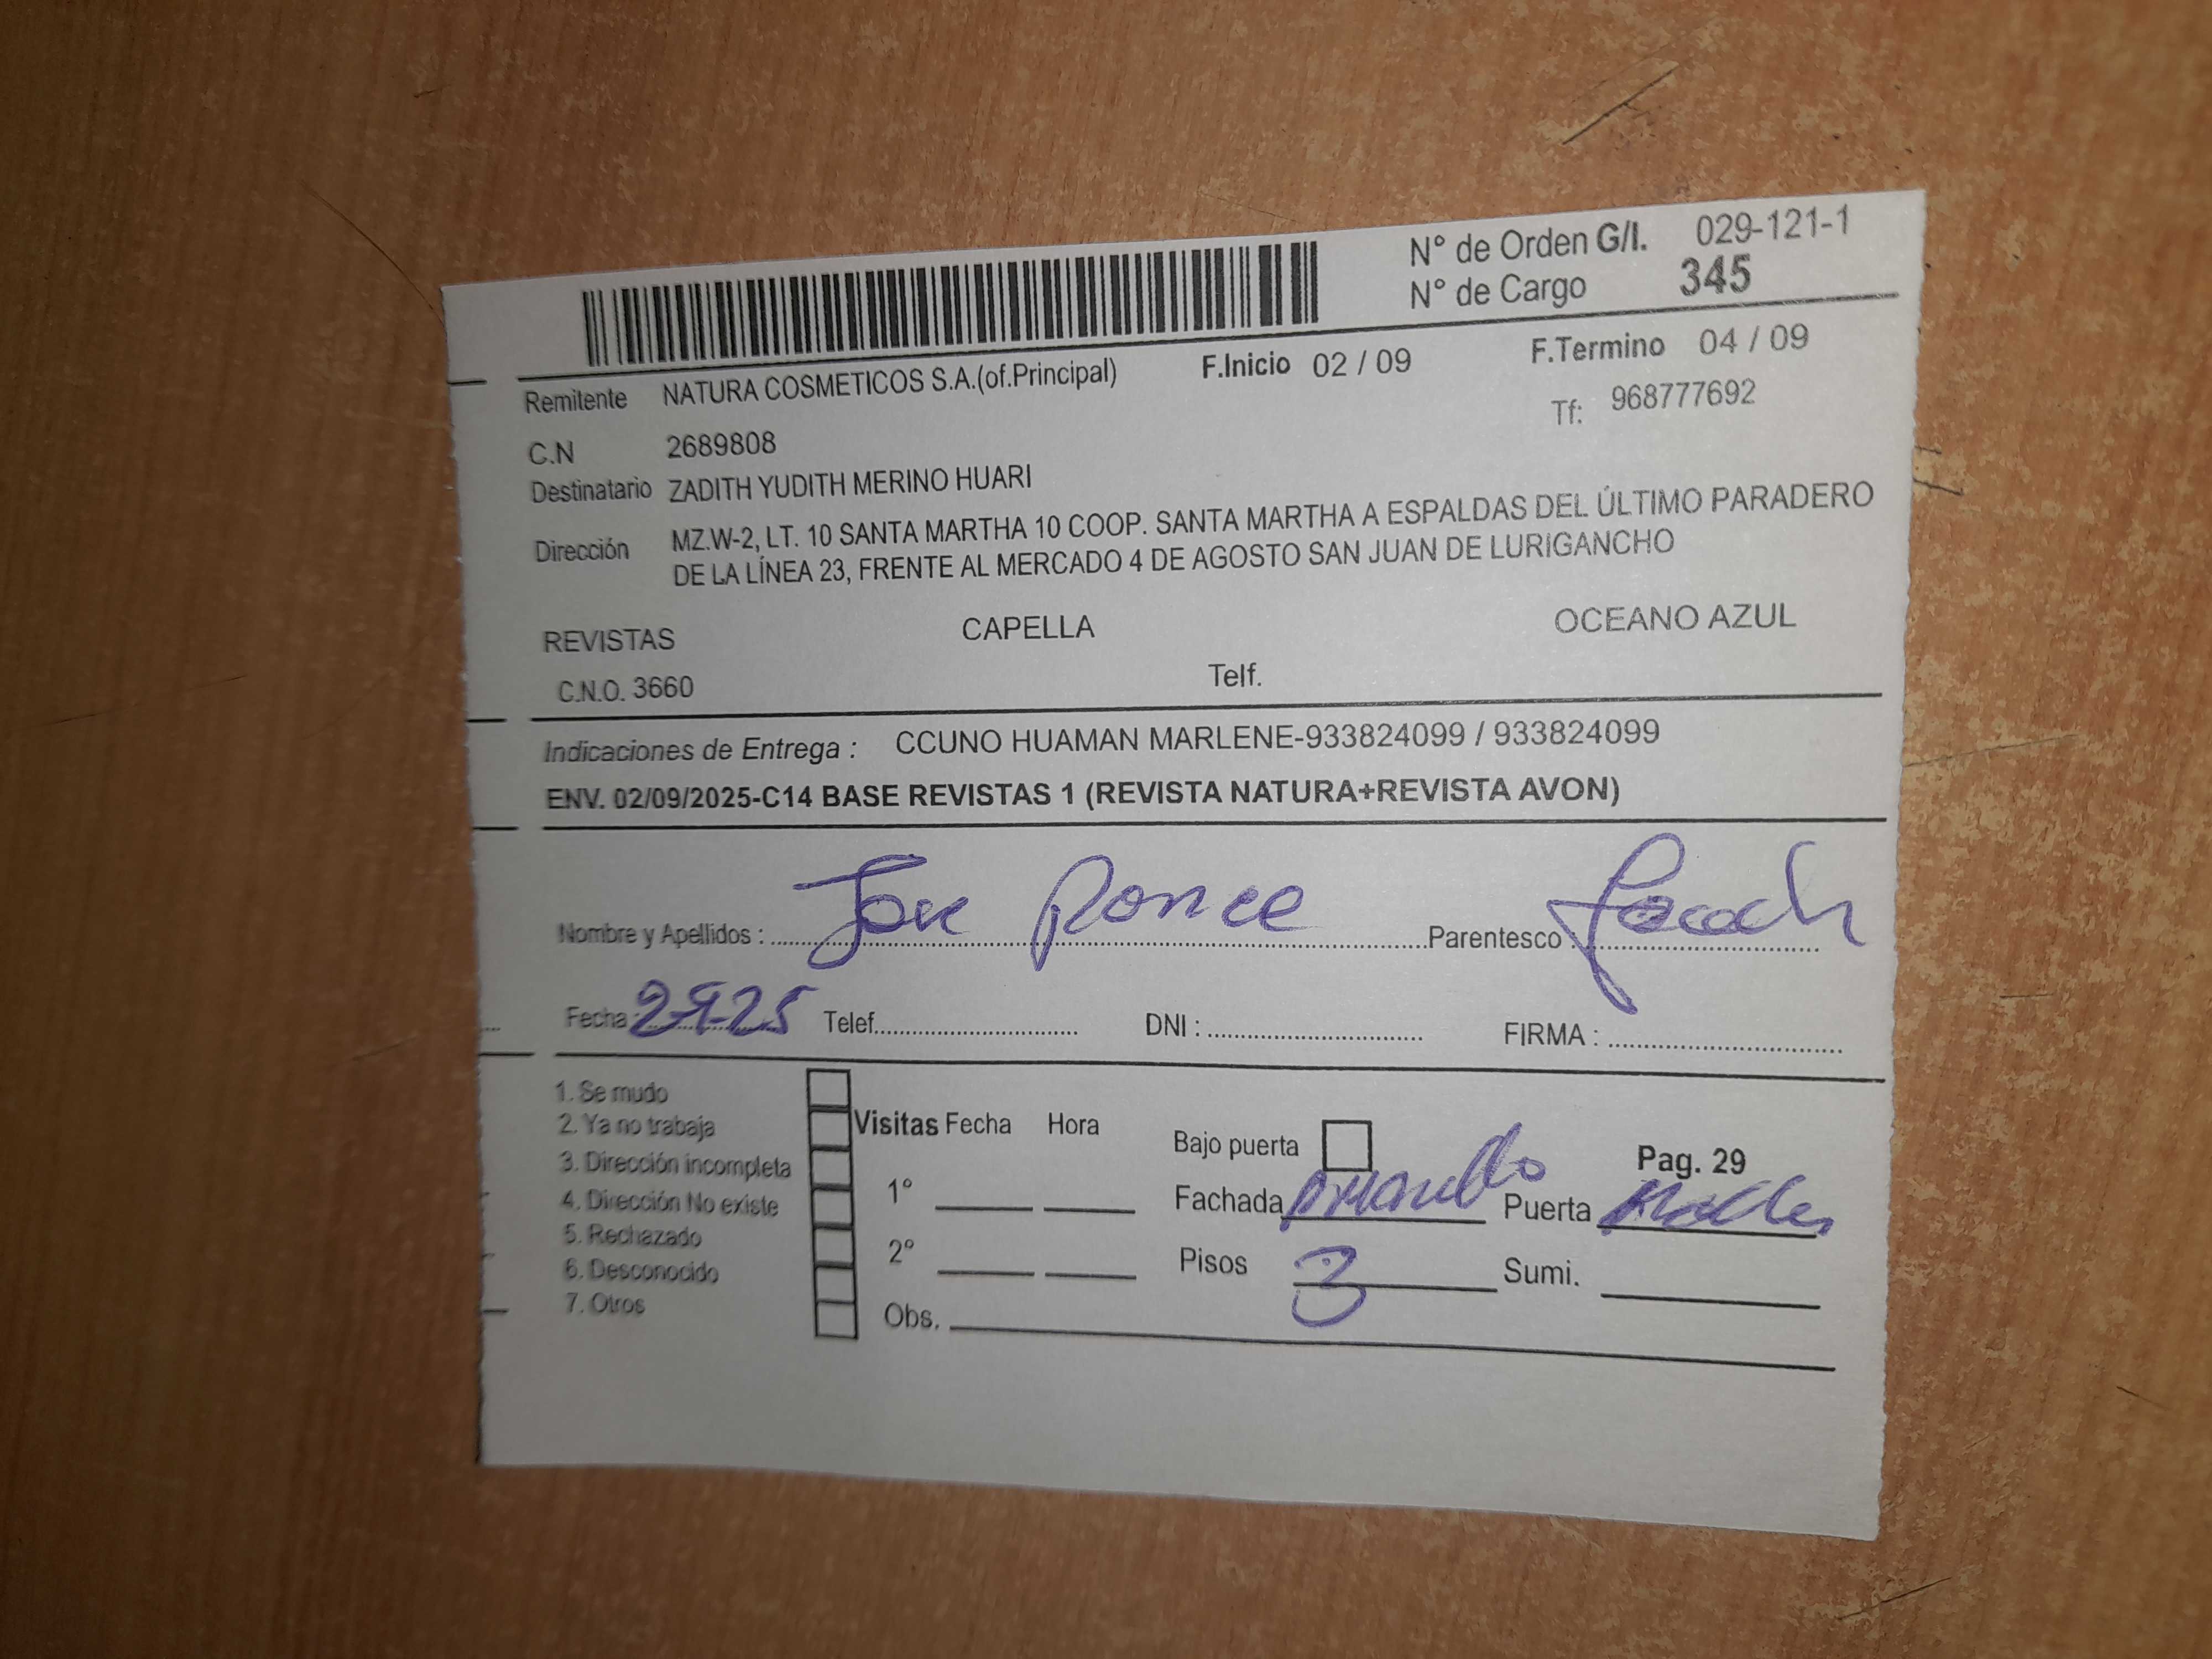 N° de Orden G/I. 029-121-1
N° de Cargo 345
Remitente NATURA COSMETICOS S.A.(of.Principal) F.Inicio 02 / 09 F.Termino 04 / 09
C.N 2689808 Tf: 968777692
Destinatario ZADITH YUDITH MERINO HUARI
Dirección MZ.W-2, LT. 10 SANTA MARTHA 10 COOP. SANTA MARTHA A ESPALDAS DEL ÚLTIMO PARADERO
DE LA LÍNEA 23, FRENTE AL MERCADO 4 DE AGOSTO SAN JUAN DE LURIGANCHO
REVISTAS CAPELLA OCEANO AZUL
C.N.O. 3660 Telf.
Indicaciones de Entrega : CCUNO HUAMAN MARLENE-933824099 / 933824099
ENV. 02/09/2025-C14 BASE REVISTAS 1 (REVISTA NATURA+REVISTA AVON)
Nombre y Apellidos : Jose Ponce Parentesco :
Fecha : 2-9-25 Telef. DNI : FIRMA :
1. Se mudo
2. Ya no trabaja
3. Dirección incompleta
4. Dirección No existe
5. Rechazado
6. Desconocido
7. Otros
Visitas Fecha Hora
1°
2°
Obs.
Bajo puerta Pag. 29
Fachada Puerta
Pisos 3 Sumi.